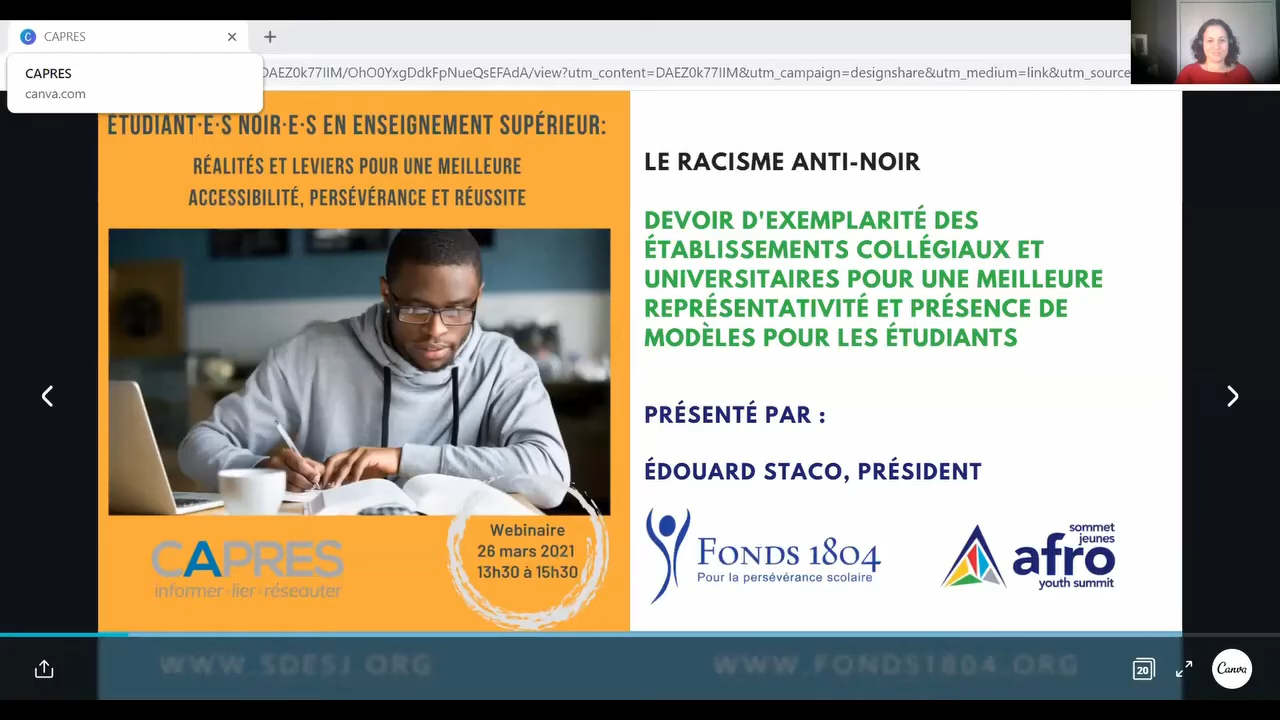 CAPRES
CAPRES
canva.com
DAEZ0k77IIM/OhO0YxgDdkFpNueQsEFAdA/view?utm_content=DAEZ0k77IIM&utm_campaign=designshare&utm_medium=link&utm_source
ÉTUDIANT·E·S NOIR·E·S EN ENSEIGNEMENT SUPÉRIEUR:
RÉALITÉS ET LEVIERS POUR UNE MEILLEURE
ACCESSIBILITÉ, PERSÉVÉRANCE ET RÉUSSITE
CAPRES
informer·lier·réseauter
Webinaire
26 mars 2021
13h30 à 15h30
LE RACISME ANTI-NOIR
DEVOIR D'EXEMPLARITÉ DES
ÉTABLISSEMENTS COLLÉGIAUX ET
UNIVERSITAIRES POUR UNE MEILLEURE
REPRÉSENTATIVITÉ ET PRÉSENCE DE
MODÈLES POUR LES ÉTUDIANTS
PRÉSENTÉ PAR :
ÉDOUARD STACO, PRÉSIDENT
FONDS 1804
Pour la persévérance scolaire
sommet
jeunes
afro
youth summit
WWW.SDESJ.ORG
WWW.FONDS1804.ORG
20
Canva